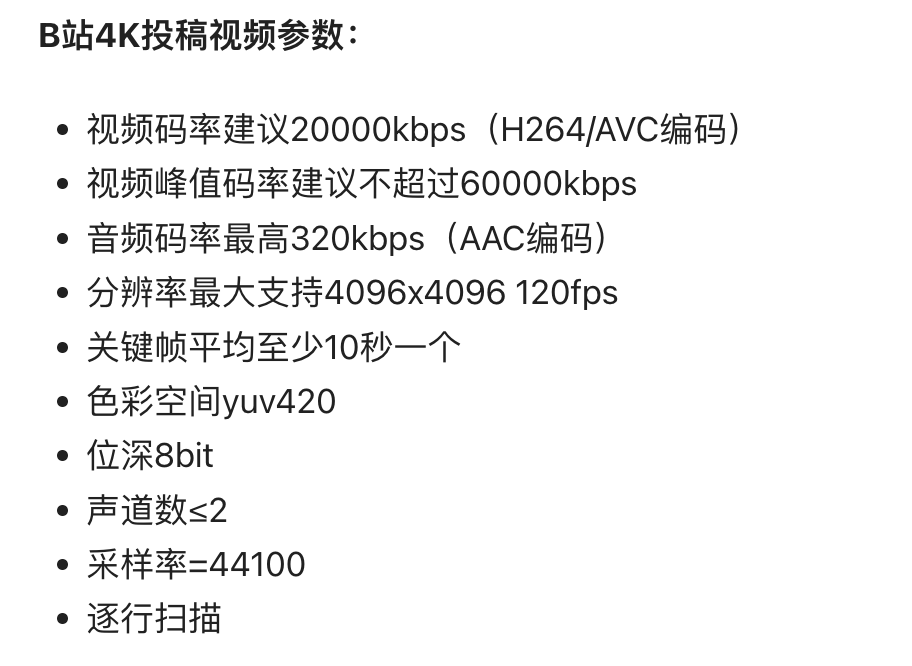 B站4K投稿视频参数：
• 视频码率建议20000kbps（H264/AVC编码）
• 视频峰值码率建议不超过60000kbps
• 音频码率最高320kbps（AAC编码）
• 分辨率最大支持4096x4096 120fps
• 关键帧平均至少10秒一个
• 色彩空间yuv420
• 位深8bit
• 声道数≤2
• 采样率=44100
• 逐行扫描